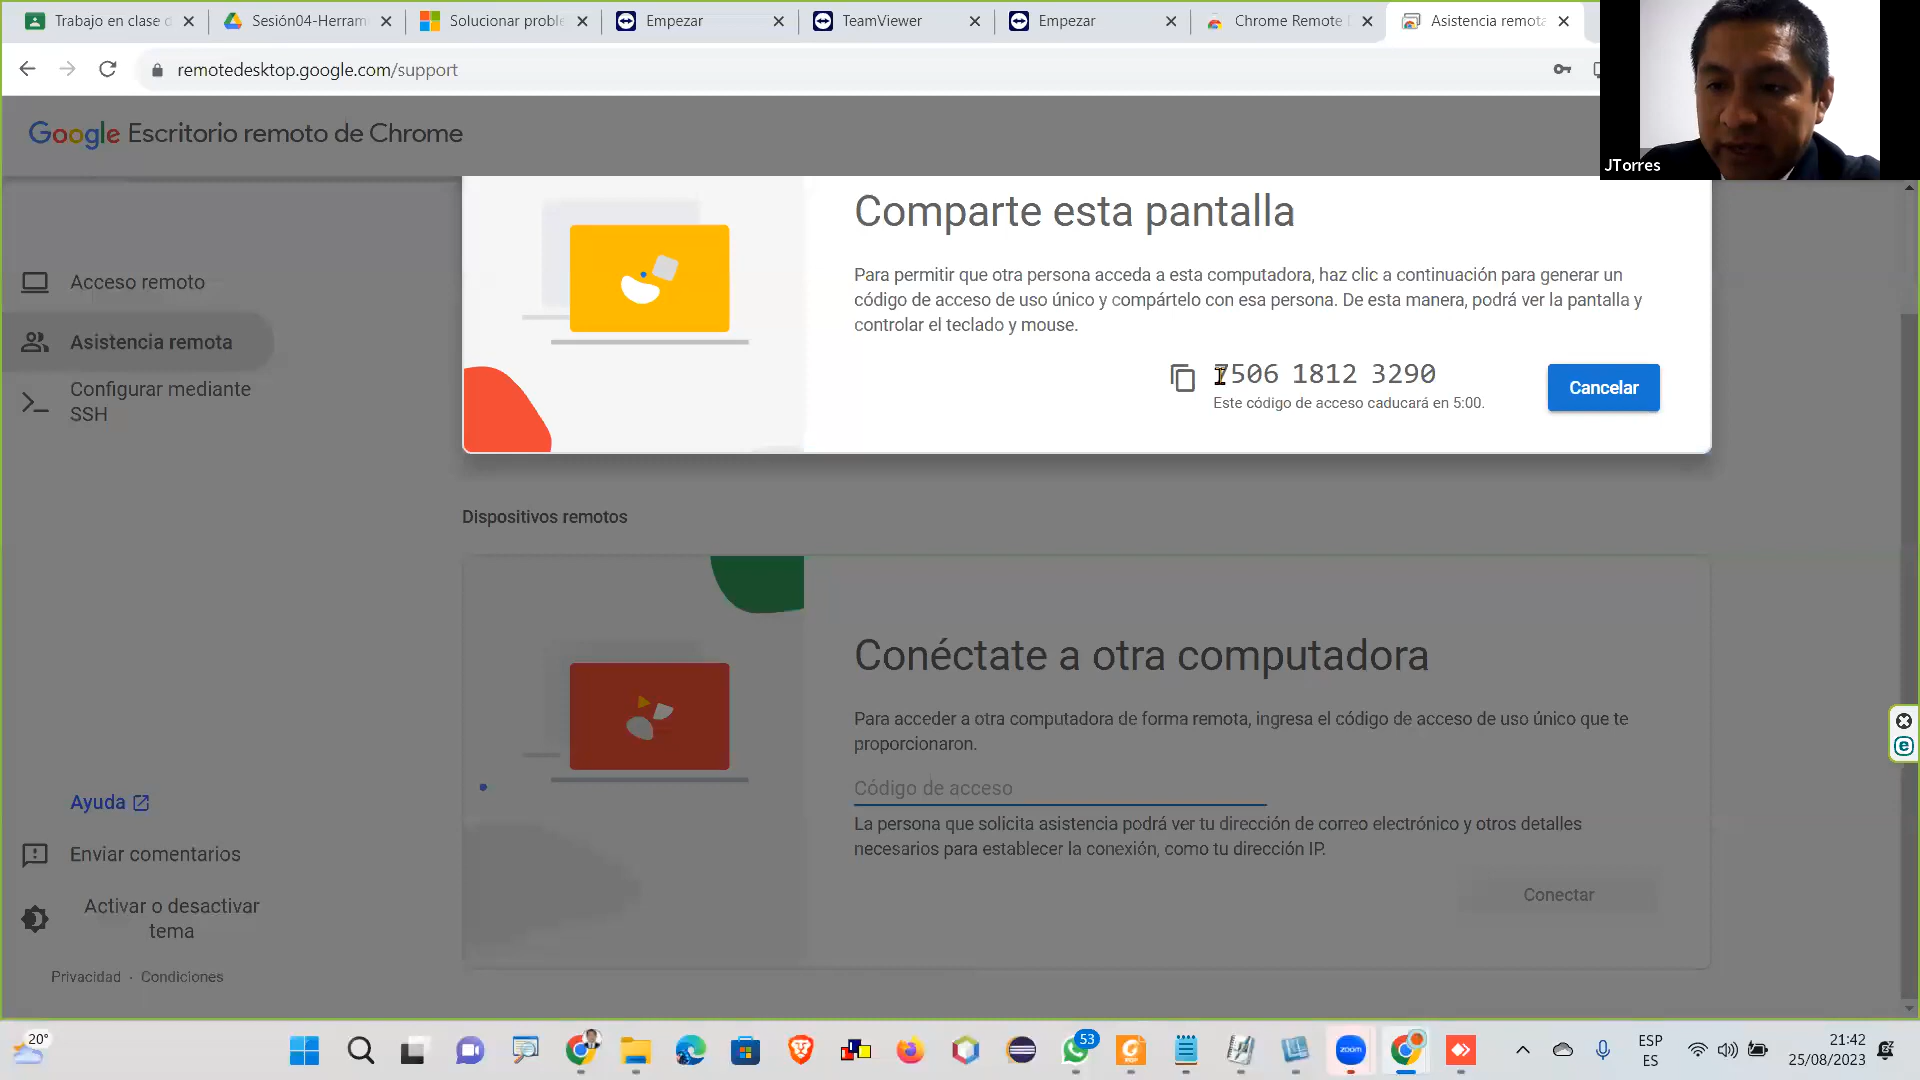 Trabajo en clase d
Sesión04-Herram
Solucionar proble
Empezar
TeamViewer
Empezar
Chrome Remote
Asistencia remota
remotedesktop.google.com/support
JTorres
Google Escritorio remoto de Chrome
Acceso remoto
Asistencia remota
Configurar mediante
SSH
Comparte esta pantalla
Para permitir que otra persona acceda a esta computadora, haz clic a continuación para generar un
código de acceso de uso único y compártelo con esa persona. De esta manera, podrá ver la pantalla y
controlar el teclado y mouse.
7506 1812 3290
Este código de acceso caducará en 5:00.
Cancelar
Dispositivos remotos
Conéctate a otra computadora
Para acceder a otra computadora de forma remota, ingresa el código de acceso de uso único que te
proporcionaron.
Código de acceso
La persona que solicita asistencia podrá ver tu dirección de correo electrónico y otros detalles
necesarios para establecer la conexión, como tu dirección IP.
Conectar
Ayuda
Enviar comentarios
Activar o desactivar
tema
Privacidad · Condiciones
20°
53
zoom
ESP
ES
21:42
25/08/2023